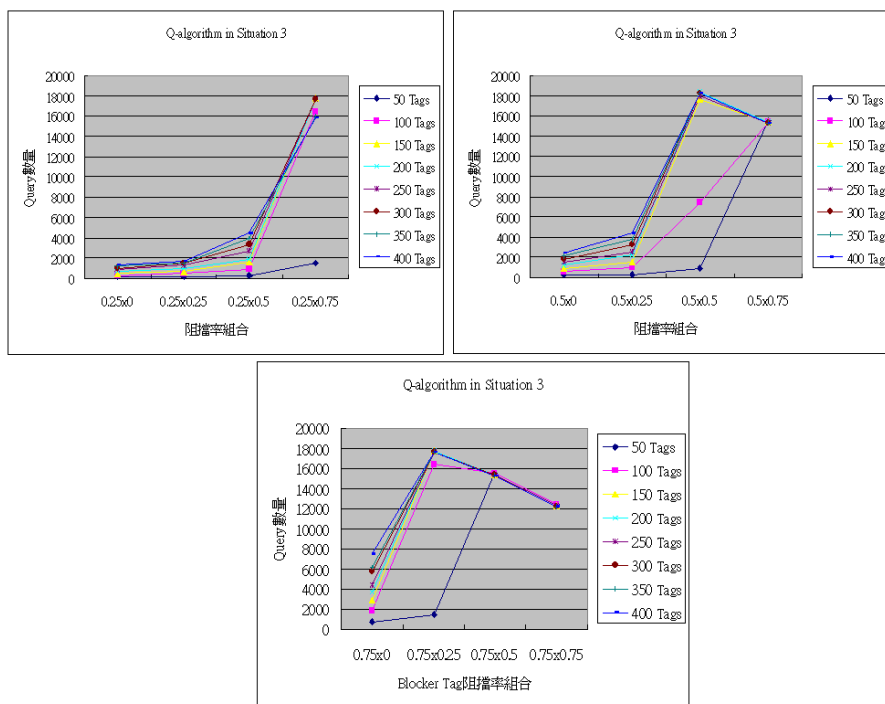 Q-algorithm in Situation 3
20000
18000
16000
14000
12000
10000
8000
6000
4000
2000
0
Query數量
0.25x0
0.25x0.25
0.25x0.5
0.25x0.75
阻擋率組合
50 Tags
100 Tags
150 Tags
200 Tags
250 Tags
300 Tags
350 Tags
400 Tags
Q-algorithm in Situation 3
20000
18000
16000
14000
12000
10000
8000
6000
4000
2000
0
Query數量
0.5x0
0.5x0.25
0.5x0.5
0.5x0.75
阻擋率組合
50 Tags
100 Tags
150 Tags
200 Tags
250 Tags
300 Tags
350 Tags
400 Tags
Q-algorithm in Situation 3
20000
18000
16000
14000
12000
10000
8000
6000
4000
2000
0
Query數量
0.75x0
0.75x0.25
0.75x0.5
0.75x0.75
Blocker Tag阻擋率組合
50 Tags
100 Tags
150 Tags
200 Tags
250 Tags
300 Tags
350 Tags
400 Tags